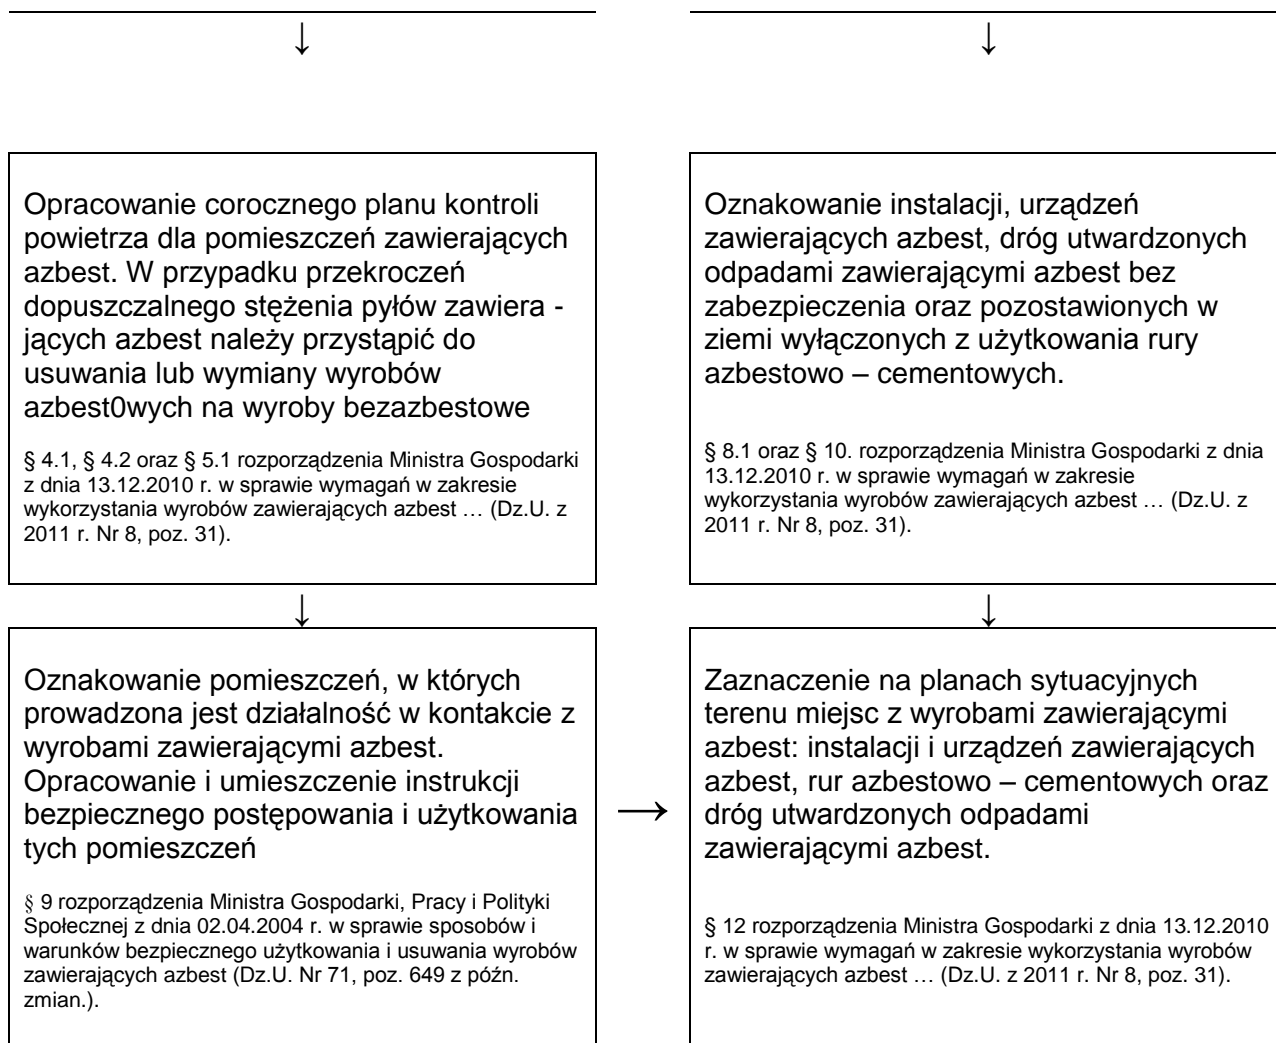 ↓
↓
Opracowanie corocznego planu kontroli
powietrza dla pomieszczeń zawierających
azbest. W przypadku przekroczeń
dopuszczalnego stężenia pyłów zawiera -
jących azbest należy przystąpić do
usuwania lub wymiany wyrobów
azbest0wych na wyroby bezazbestowe
§ 4.1, § 4.2 oraz § 5.1 rozporządzenia Ministra Gospodarki
z dnia 13.12.2010 r. w sprawie wymagań w zakresie
wykorzystania wyrobów zawierających azbest … (Dz.U. z
2011 r. Nr 8, poz. 31).
Oznakowanie instalacji, urządzeń
zawierających azbest, dróg utwardzonych
odpadami zawierającymi azbest bez
zabezpieczenia oraz pozostawionych w
ziemi wyłączonych z użytkowania rury
azbestowo – cementowych.
§ 8.1 oraz § 10. rozporządzenia Ministra Gospodarki z dnia
13.12.2010 r. w sprawie wymagań w zakresie
wykorzystania wyrobów zawierających azbest … (Dz.U. z
2011 r. Nr 8, poz. 31).
↓
↓
Oznakowanie pomieszczeń, w których
prowadzona jest działalność w kontakcie z
wyrobami zawierającymi azbest.
Opracowanie i umieszczenie instrukcji
bezpiecznego postępowania i użytkowania
tych pomieszczeń
§ 9 rozporządzenia Ministra Gospodarki, Pracy i Polityki
Społecznej z dnia 02.04.2004 r. w sprawie sposobów i
warunków bezpiecznego użytkowania i usuwania wyrobów
zawierających azbest (Dz.U. Nr 71, poz. 649 z późn.
zmian.).
→
Zaznaczenie na planach sytuacyjnych
terenu miejsc z wyrobami zawierającymi
azbest: instalacji i urządzeń zawierających
azbest, rur azbestowo – cementowych oraz
dróg utwardzonych odpadami
zawierającymi azbest.
§ 12 rozporządzenia Ministra Gospodarki z dnia 13.12.2010
r. w sprawie wymagań w zakresie wykorzystania wyrobów
zawierających azbest … (Dz.U. z 2011 r. Nr 8, poz. 31).